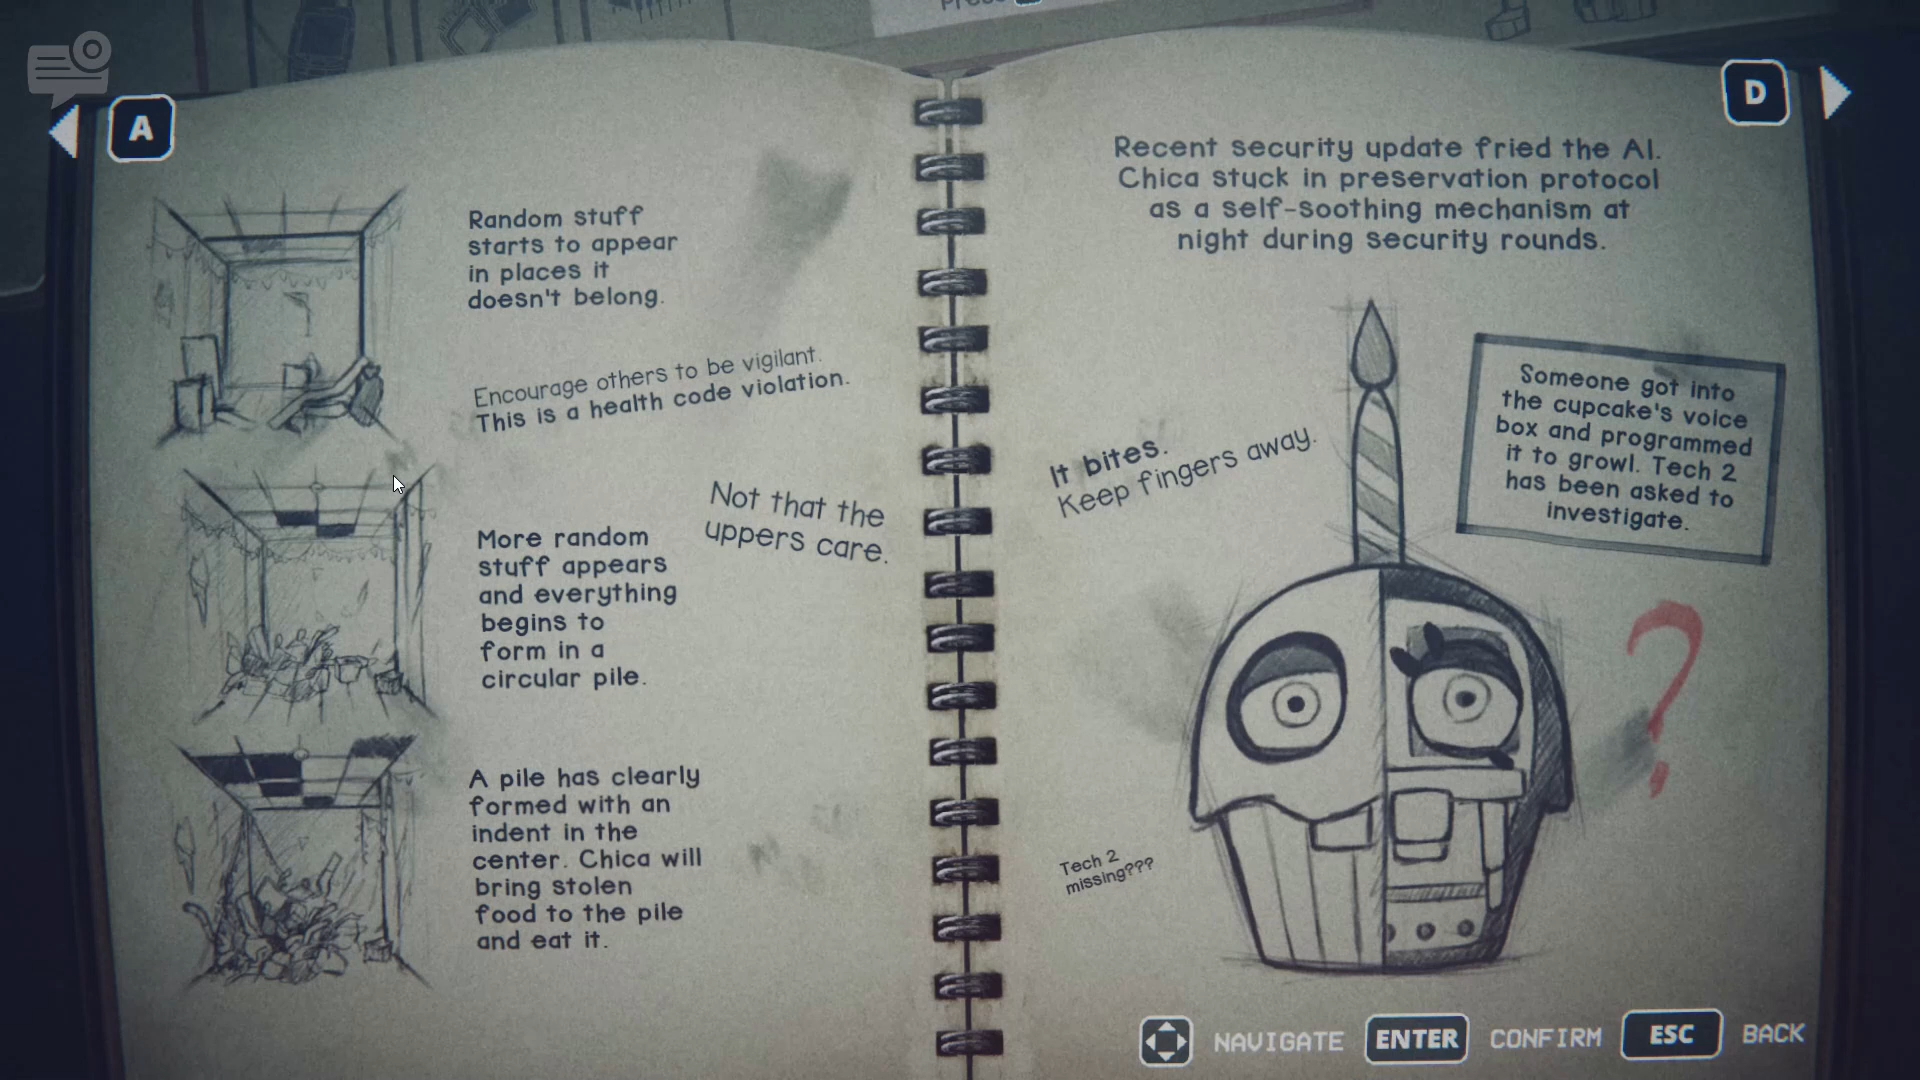 A
D
Random stuff
starts to appear
in places it
doesn't belong.
Encourage others to be vigilant.
This is a health code violation.
Not that the
uppers care.
More random
stuff appears
and everything
begins to
form in a
circular pile.
A pile has clearly
formed with an
indent in the
center. Chica will
bring stolen
food to the pile
and eat it.
Recent security update fried the AI.
Chica stuck in preservation protocol
as a self-soothing mechanism at
night during security rounds.
It bites.
Keep fingers away.
Someone got into
the cupcake's voice
box and programmed
it to growl. Tech 2
has been asked to
investigate.
?
Tech 2
missing???
NAVIGATE ENTER CONFIRM ESC BACK